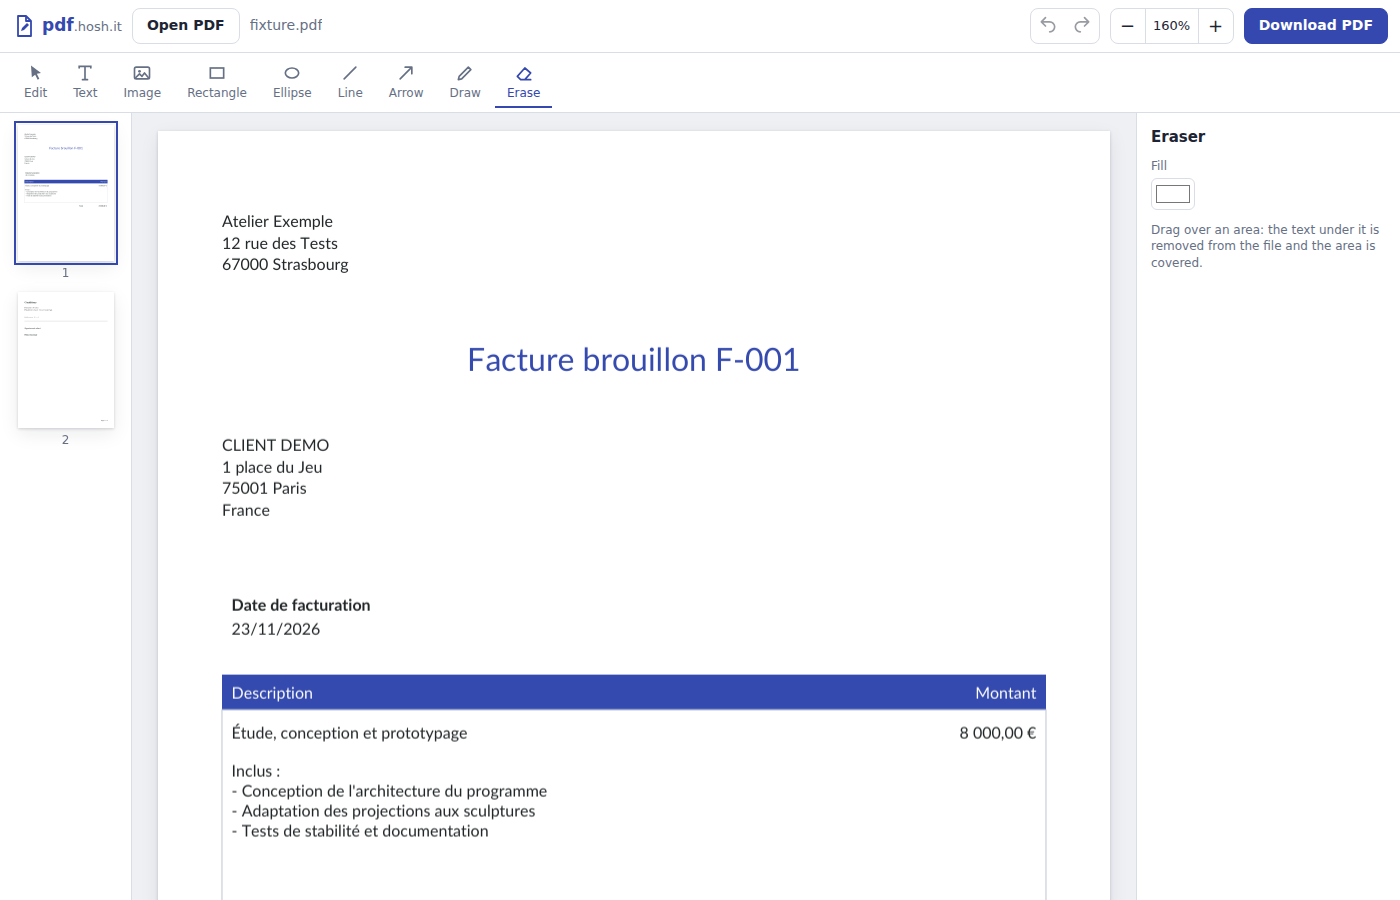 pdf.hosh.it
Open PDF
fixture.pdf
160%
Download PDF
Edit
Text
Image
Rectangle
Ellipse
Line
Arrow
Draw
Erase
1
2
Atelier Exemple
12 rue des Tests
67000 Strasbourg
Facture brouillon F-001
CLIENT DEMO
1 place du Jeu
75001 Paris
France
Date de facturation
23/11/2026
Description Montant
Étude, conception et prototypage 8 000,00 €
Inclus :
- Conception de l'architecture du programme
- Adaptation des projections aux sculptures
- Tests de stabilité et documentation
Eraser
Fill
Drag over an area: the text under it is
removed from the file and the area is
covered.